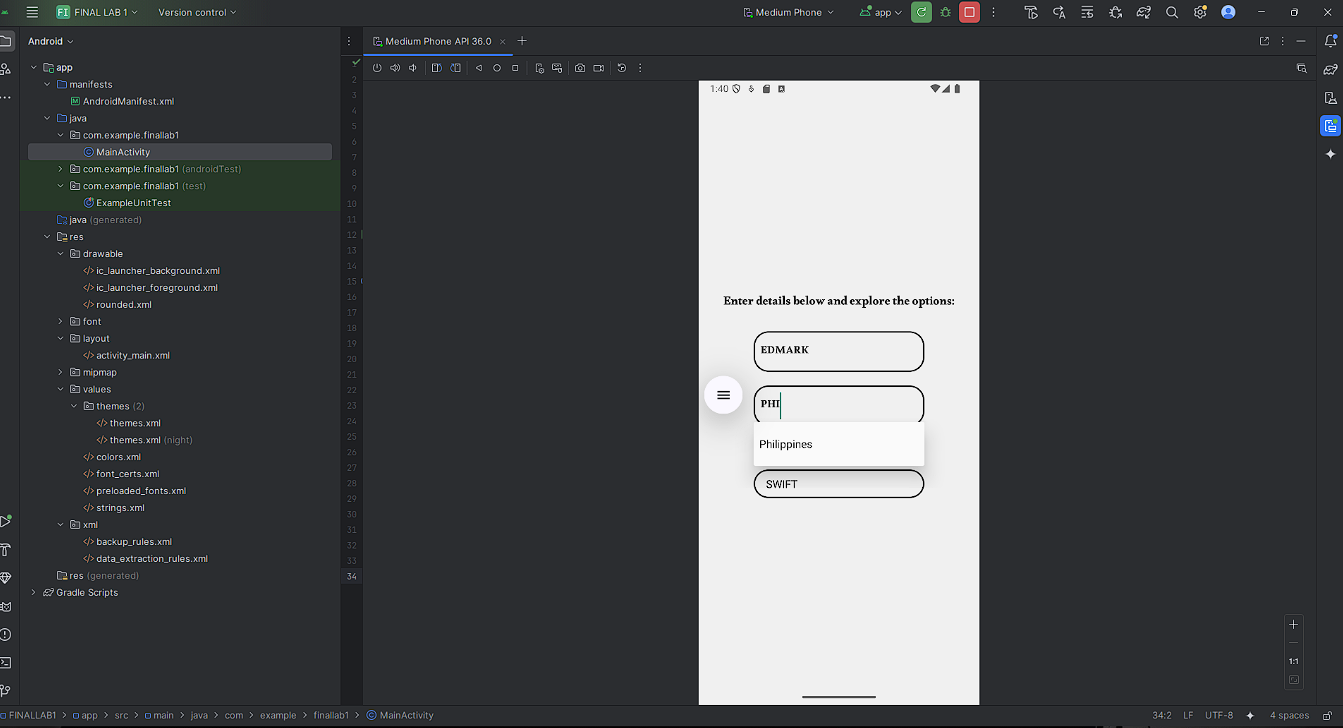 FI FINAL LAB 1 Version control Medium Phone app
Android Medium Phone API 36.0
app
manifests
AndroidManifest.xml
java
com.example.finallab1
MainActivity
com.example.finallab1 (androidTest)
com.example.finallab1 (test)
ExampleUnitTest
java (generated)
res
drawable
ic_launcher_background.xml
ic_launcher_foreground.xml
rounded.xml
font
layout
activity_main.xml
mipmap
values
themes (2)
themes.xml
themes.xml (night)
colors.xml
font_certs.xml
preloaded_fonts.xml
strings.xml
xml
backup_rules.xml
data_extraction_rules.xml
res (generated)
Gradle Scripts
2
3
4
5
6
7
8
9
10
11
12
13
14
15
16
17
18
19
20
21
22
23
24
25
26
27
28
29
30
31
32
33
34
1:40
Enter details below and explore the options:
EDMARK
PHI
Philippines
SWIFT
1:1
FINALLAB1 > app > src > main > java > com > example > finallab1 > MainActivity 34:2 LF UTF-8 4 spaces